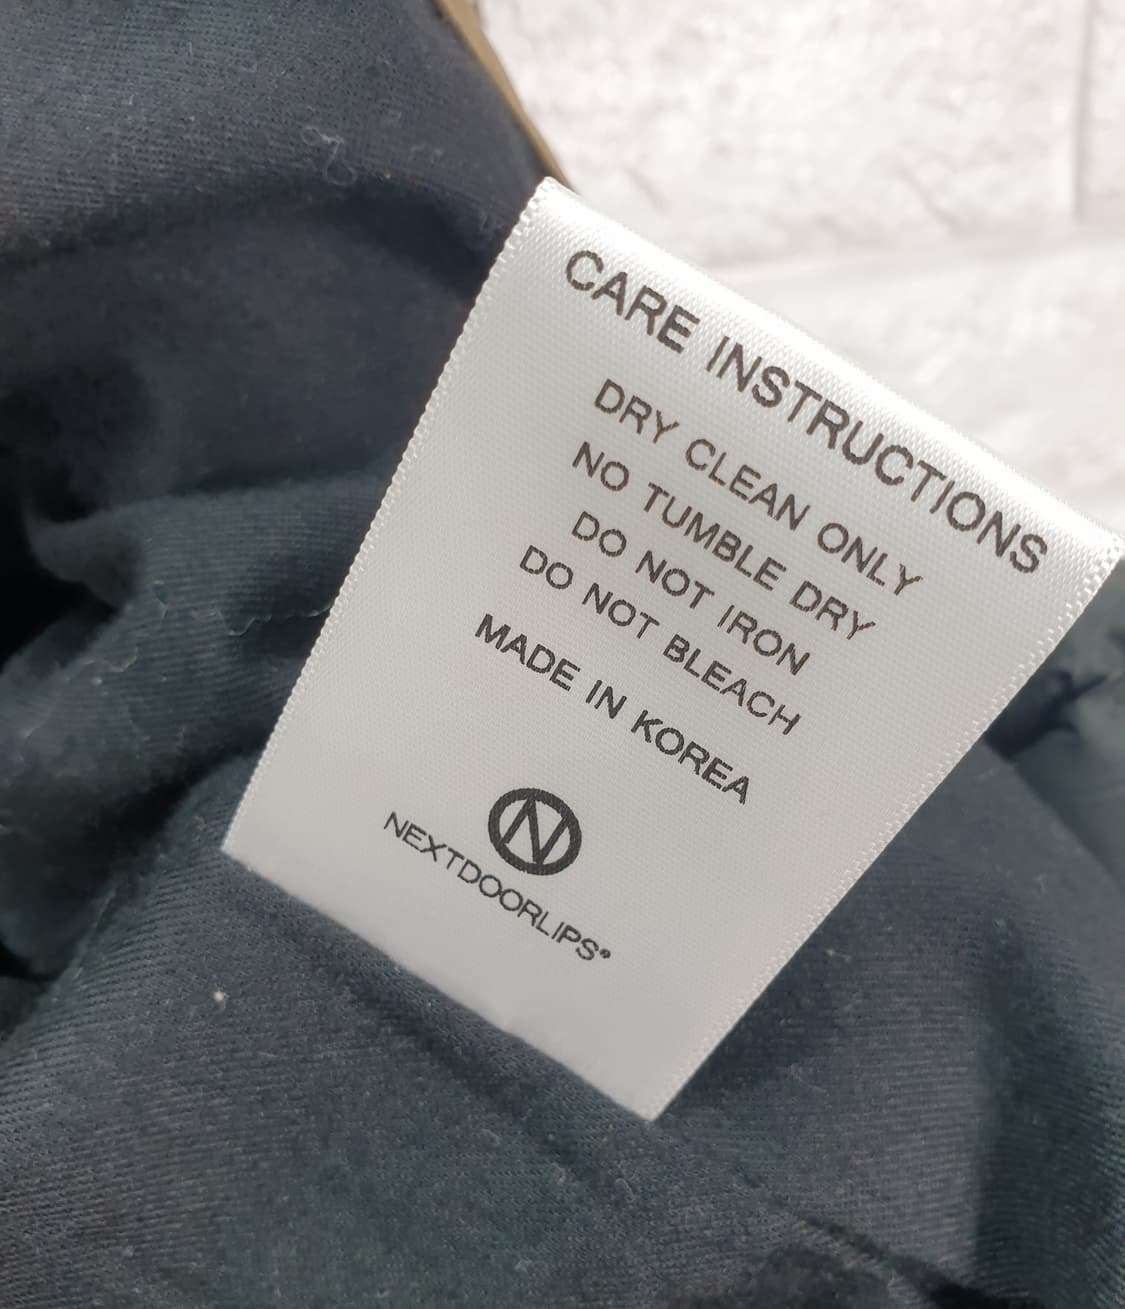 CARE INSTRUCTIONS
DRY CLEAN ONLY
NO TUMBLE DRY
DO NOT IRON
DO NOT BLEACH
MADE IN KOREA
N
NEXTDOORLIPS®